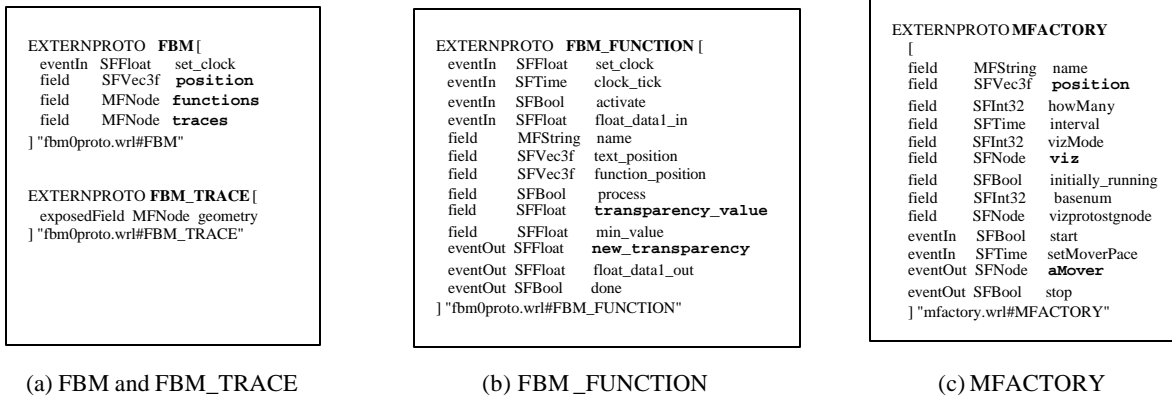 EXTERNPROTO FBM [
eventIn SFFloat set_clock
field SFVec3f position
field MFNode functions
field MFNode traces
] "fbm0proto.wrl#FBM"
EXTERNPROTO FBM_TRACE [
exposedField MFNode geometry
] "fbm0proto.wrl#FBM_TRACE"
(a) FBM and FBM_TRACE
EXTERNPROTO FBM_FUNCTION [
eventIn SFFloat set_clock
eventIn SFTime clock_tick
eventIn SFBool activate
eventIn SFFloat float_data1_in
field MFString name
field SFVec3f text_position
field SFVec3f function_position
field SFBool process
field SFFloat transparency_value
field SFFloat min_value
eventOut SFFloat new_transparency
eventOut SFFloat float_data1_out
eventOut SFBool done
] "fbm0proto.wrl#FBM_FUNCTION"
(b) FBM_FUNCTION
EXTERNPROTO MFACTORY
[
field MFString name
field SFVec3f position
field SFInt32 howMany
field SFTime interval
field SFInt32 vizMode
field SFNode viz
field SFBool initially_running
field SFInt32 basenum
field SFNode vizprotostgnode
eventIn SFBool start
eventIn SFTime setMoverPace
eventOut SFNode aMover
eventOut SFBool stop
] "mfactory.wrl#MFACTORY"
(c) MFACTORY